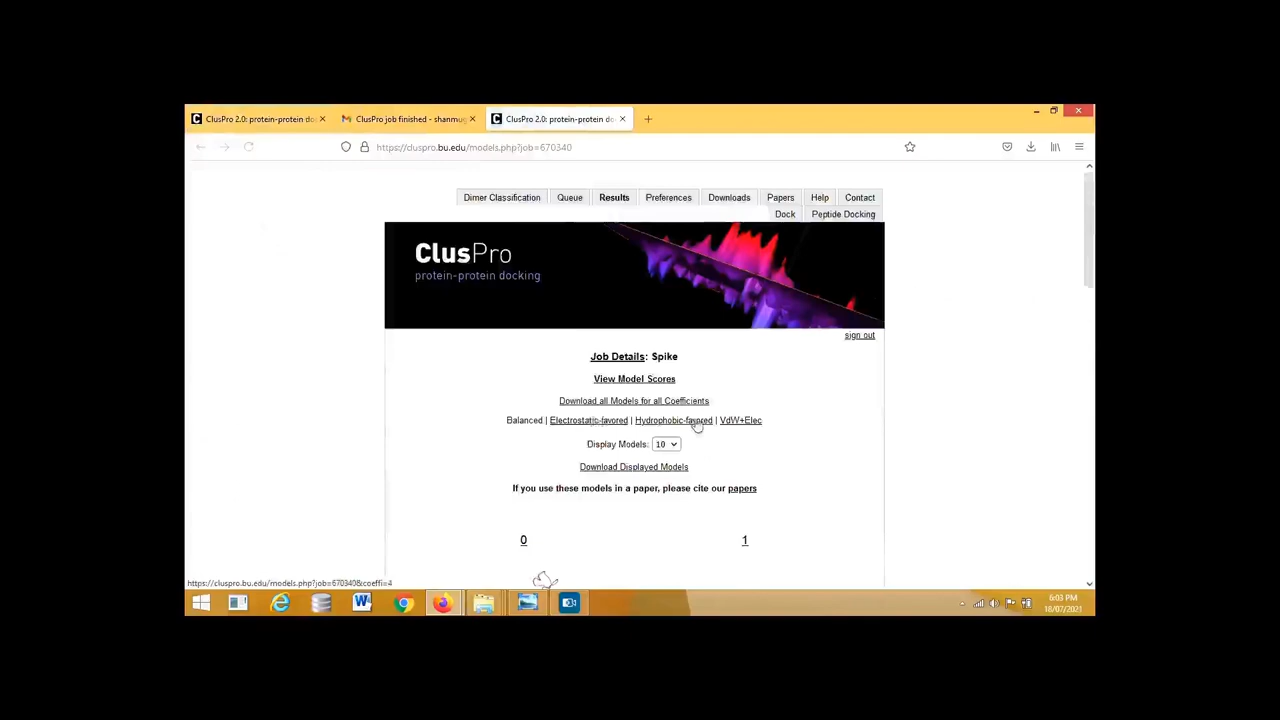 ClusPro 2.0: protein-protein do
ClusPro job finished - shanmug
ClusPro 2.0: protein-protein do
https://cluspro.bu.edu/models.php?job=670340
Dimer Classification Queue Results Preferences Downloads Papers Help Contact
Dock Peptide Docking
ClusPro
protein-protein docking
sign out
Job Details: Spike
View Model Scores
Download all Models for all Coefficients
Balanced | Electrostatic-favored | Hydrophobic-favored | VdW+Elec
Display Models: 10
Download Displayed Models
If you use these models in a paper, please cite our papers
0 1
https://cluspro.bu.edu/models.php?job=670340&coeffi=4
6:03 PM
18/07/2021